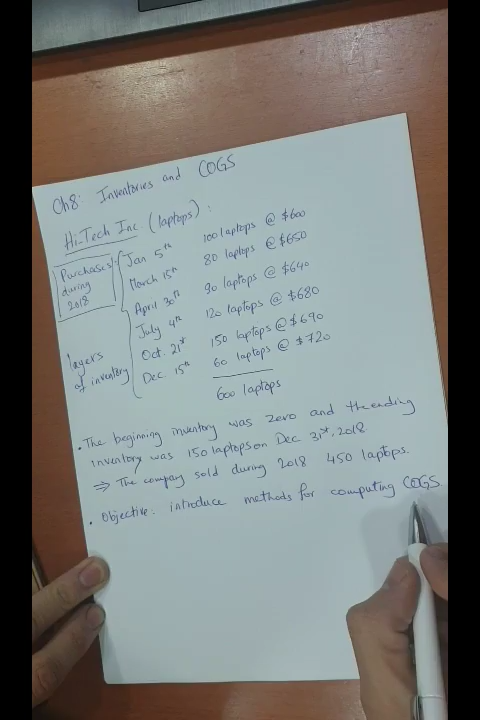 Ch8: Inventories and COGS
Hi-Tech Inc (laptops):
Purchases during 2018
layers of inventory
Jan 5th 100 laptops @ $600
March 15th 80 laptops @ $650
April 30th 90 laptops @ $640
July 4th 120 laptops @ $680
Oct. 21st 150 laptops @ $690
Dec. 15th 60 laptops @ $720
600 laptops
• The beginning inventory was zero and the ending
inventory was 150 laptops on Dec 31st, 2018.
⇒ The company sold during 2018 450 laptops.
• Objective: introduce methods for computing COGS